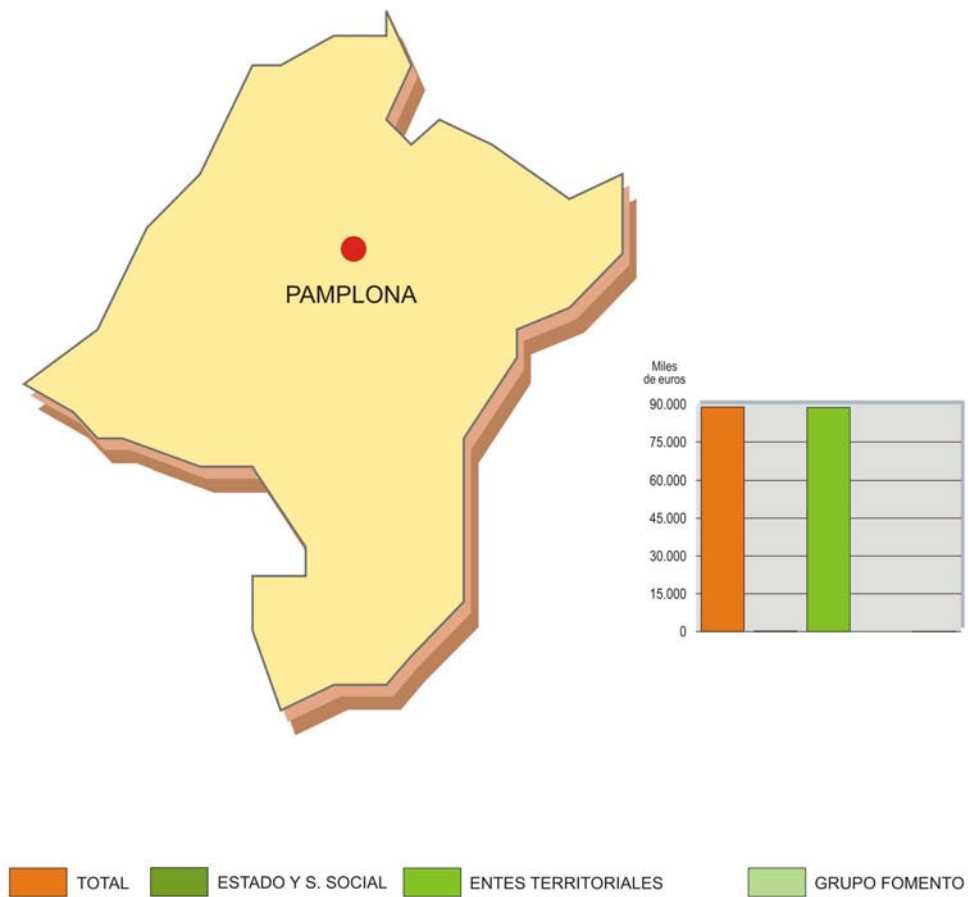 PAMPLONA
Miles
de euros
90.000
75.000
60.000
45.000
30.000
15.000
0
TOTAL
ESTADO Y S. SOCIAL
ENTES TERRITORIALES
GRUPO FOMENTO